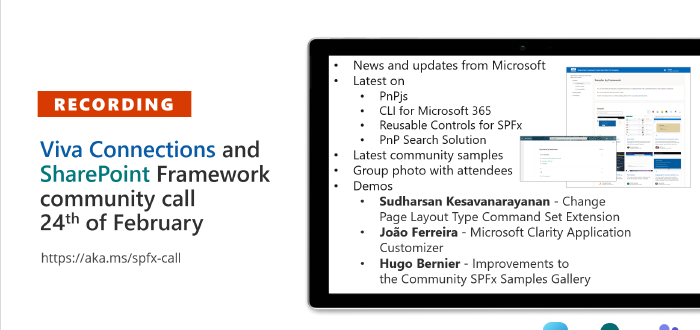 RECORDING
Viva Connections and
SharePoint Framework
community call
24th of February
https://aka.ms/spfx-call
• News and updates from Microsoft
• Latest on
• PnPjs
• CLI for Microsoft 365
• Reusable Controls for SPFx
• PnP Search Solution
• Latest community samples
• Group photo with attendees
• Demos
• Sudharsan Kesavanarayanan - Change
Page Layout Type Command Set Extension
• João Ferreira - Microsoft Clarity Application
Customizer
• Hugo Bernier - Improvements to
the Community SPFx Samples Gallery